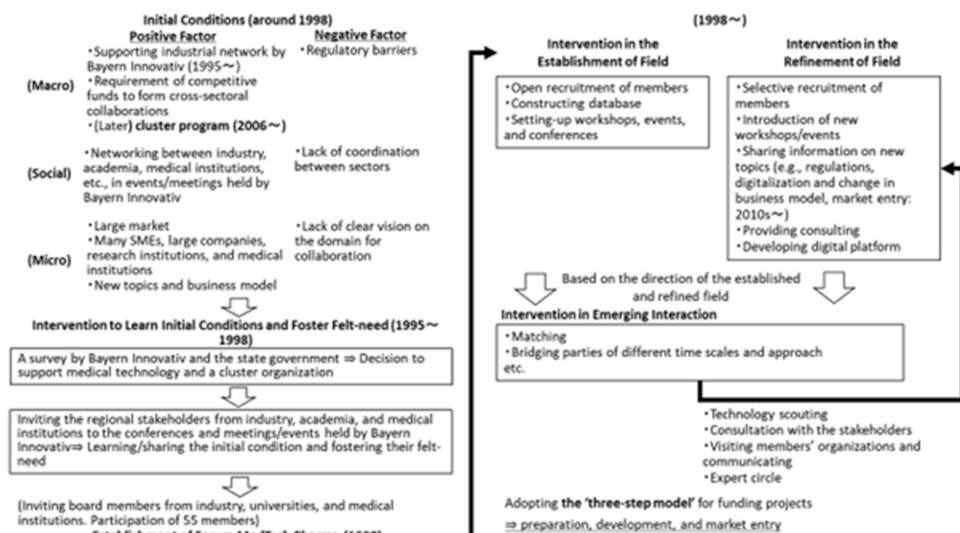 Initial Conditions (around 1998)
Positive Factor
Negative Factor
(Macro)
・Supporting industrial network by
Bayern Innovativ (1995～)
・Requirement of competitive
funds to form cross-sectoral
collaborations
・(Later) cluster program (2006～)
・Regulatory barriers
(Social)
・Networking between industry,
academia, medical institutions,
etc., in events/meetings held by
Bayern Innovativ
・Lack of coordination
between sectors
(Micro)
・Large market
・Many SMEs, large companies,
research institutions, and medical
institutions
・New topics and business model
・Lack of clear vision on
the domain for
collaboration
Intervention to Learn Initial Conditions and Foster Felt-need (1995～
1998)
A survey by Bayern Innovativ and the state government ⇒ Decision to
support medical technology and a cluster organization
Inviting the regional stakeholders from industry, academia, and medical
institutions to the conferences and meetings/events held by Bayern
Innovativ⇒ Learning/sharing the initial condition and fostering their felt-
need
(Inviting board members from industry, universities, and medical
institutions. Participation of 55 members)
(1998～)
Intervention in the
Establishment of Field
・Open recruitment of members
・Constructing database
・Setting-up workshops, events,
and conferences
Intervention in the
Refinement of Field
・Selective recruitment of
members
・Introduction of new
workshops/events
・Sharing information on new
topics (e.g., regulations,
digitalization and change in
business model, market entry:
2010s～)
・Providing consulting
・Developing digital platform
Based on the direction of the established
and refined field
Intervention in Emerging Interaction
・Matching
・Bridging parties of different time scales and approach
etc.
・Technology scouting
・Consultation with the stakeholders
・Visiting members' organizations and
communicating
・Expert circle
Adopting the 'three-step model' for funding projects
⇒ preparation, development, and market entry